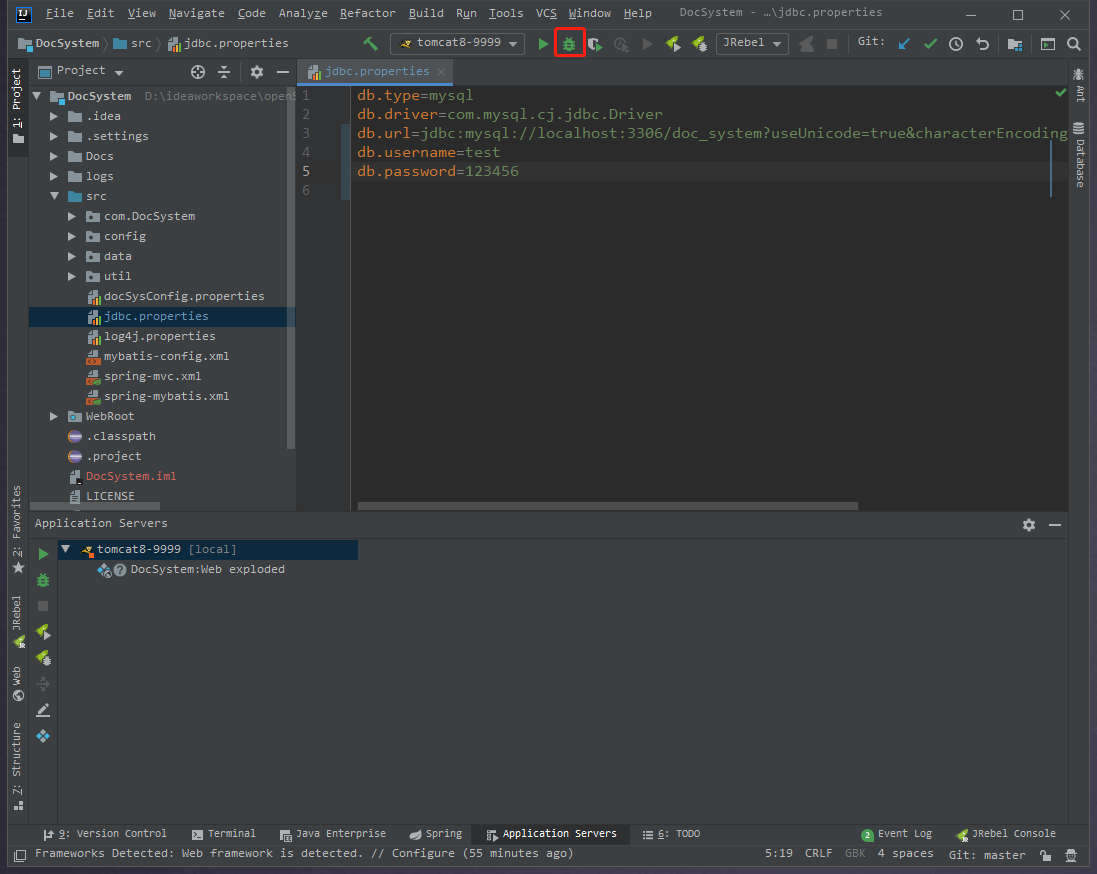 File Edit View Navigate Code Analyze Refactor Build Run Tools VCS Window Help DocSystem - …\jdbc.properties
DocSystem src jdbc.properties tomcat8-9999 JRebel Git:
1: Project
Project
jdbc.properties
DocSystem D:\ideaworkspace\open
.idea
.settings
Docs
logs
src
com.DocSystem
config
data
util
docSysConfig.properties
jdbc.properties
log4j.properties
mybatis-config.xml
spring-mvc.xml
spring-mybatis.xml
WebRoot
.classpath
.project
DocSystem.iml
LICENSE
1 db.type=mysql
2 db.driver=com.mysql.cj.jdbc.Driver
3 db.url=jdbc:mysql://localhost:3306/doc_system?useUnicode=true&characterEncoding
4 db.username=test
5 db.password=123456
6
Ant
Database
2: Favorites
JRebel
Web
Z: Structure
Application Servers
tomcat8-9999 [local]
DocSystem:Web exploded
9: Version Control Terminal Java Enterprise Spring Application Servers 6: TODO 2 Event Log JRebel Console
Frameworks Detected: Web framework is detected. // Configure (55 minutes ago) 5:19 CRLF GBK 4 spaces Git: master